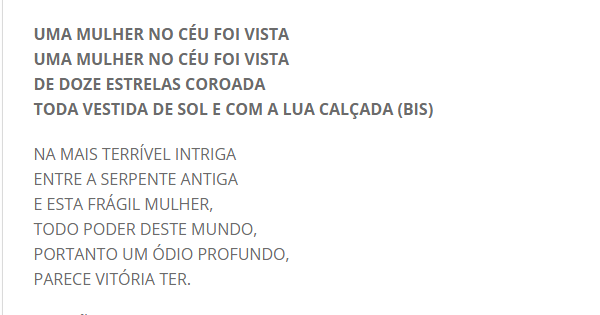 UMA MULHER NO CÉU FOI VISTA
UMA MULHER NO CÉU FOI VISTA
DE DOZE ESTRELAS COROADA
TODA VESTIDA DE SOL E COM A LUA CALÇADA (BIS)
NA MAIS TERRÍVEL INTRIGA
ENTRE A SERPENTE ANTIGA
E ESTA FRÁGIL MULHER,
TODO PODER DESTE MUNDO,
PORTANTO UM ÓDIO PROFUNDO,
PARECE VITÓRIA TER.